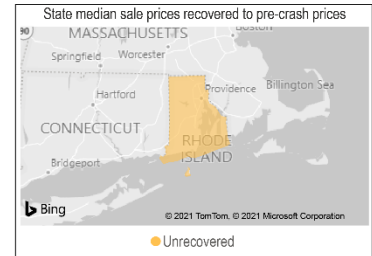 State median sale prices recovered to pre-crash prices
90
MASSACHUSETTS
Boston
Springfield
Worcester
Hartford
Providence
Billington Sea
CONNECTICUT
RHODE
ISLAND
Bridgeport
Bing
© 2021 TomTom. © 2021 Microsoft Corporation
Unrecovered